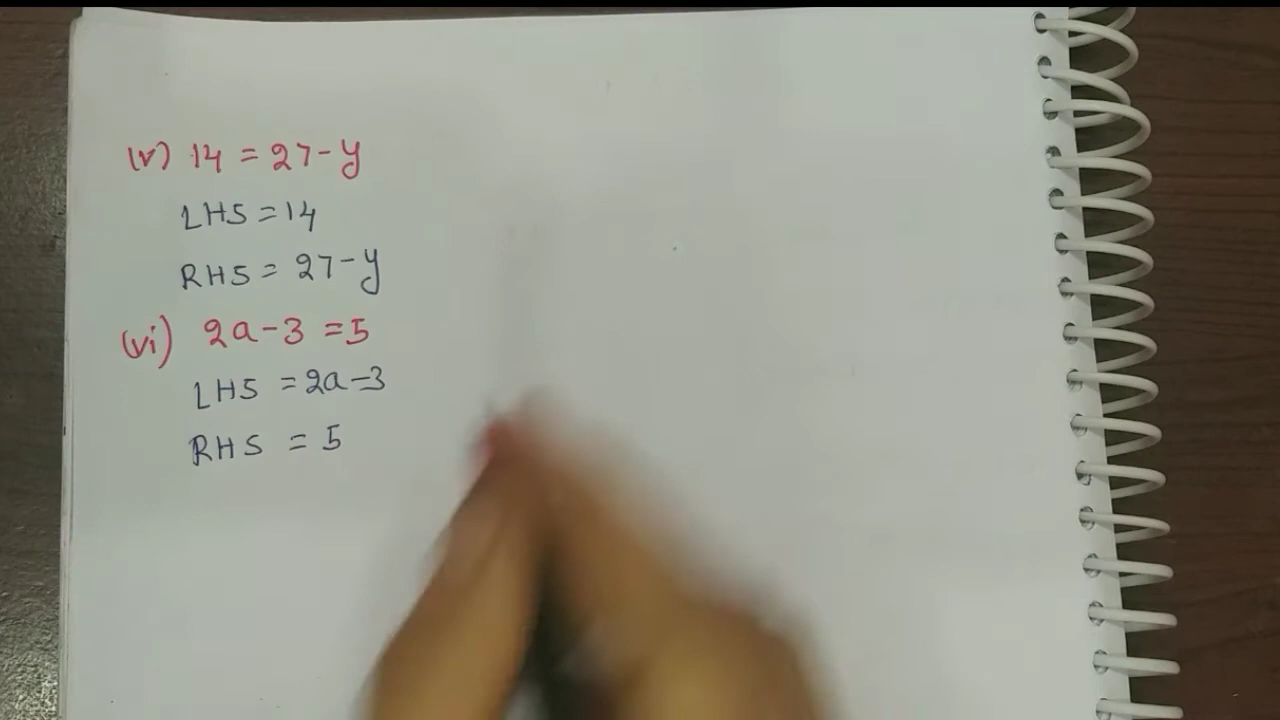 (v) 14 = 27 - y
LHS = 14
RHS = 27 - y
(vi) 2a - 3 = 5
LHS = 2a - 3
RHS = 5